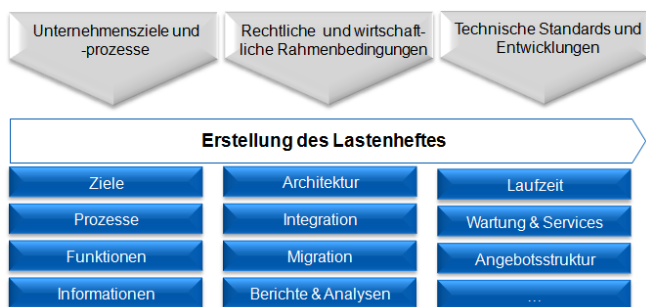 Unternehmensziele und
-prozesse
Rechtliche und wirtschaft-
liche Rahmenbedingungen
Technische Standards und
Entwicklungen
Erstellung des Lastenheftes
Ziele
Architektur
Laufzeit
Prozesse
Integration
Wartung & Services
Funktionen
Migration
Angebotsstruktur
Informationen
Berichte & Analysen
...